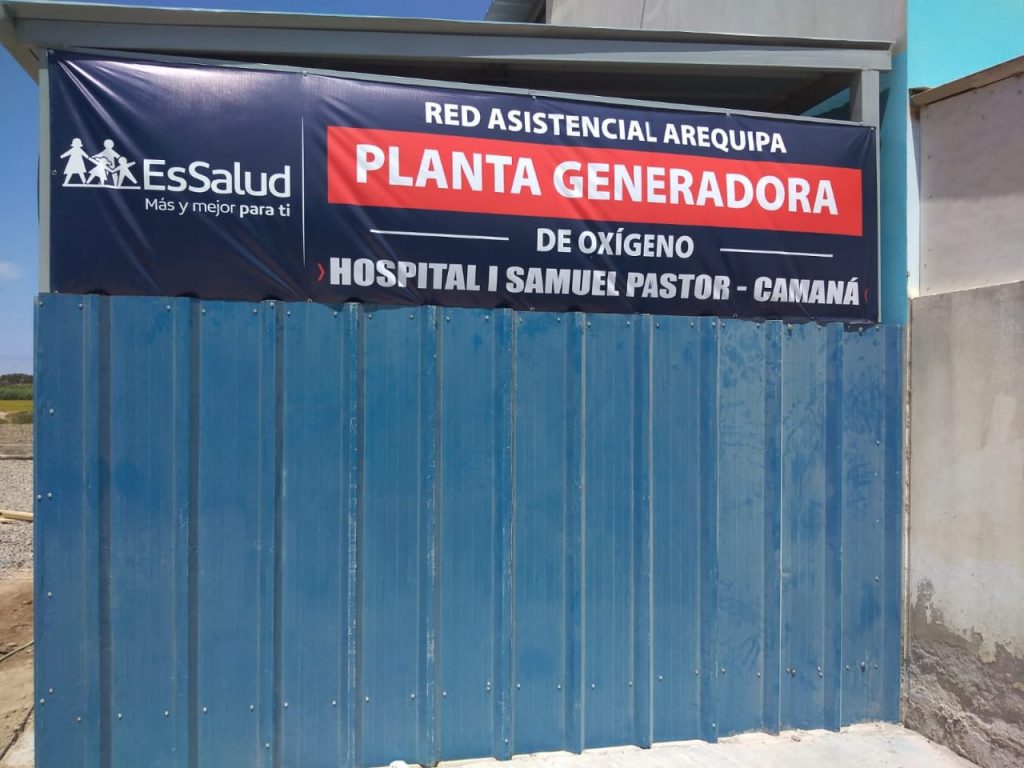 EsSalud
Más y mejor para ti
RED ASISTENCIAL AREQUIPA
PLANTA GENERADORA
DE OXÍGENO
HOSPITAL I SAMUEL PASTOR - CAMANÁ